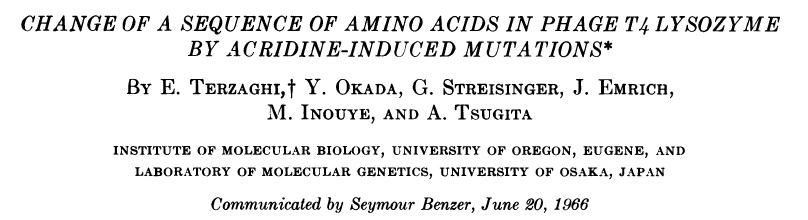 CHANGE OF A SEQUENCE OF AMINO ACIDS IN PHAGE T4 LYSOZYME
BY ACRIDINE-INDUCED MUTATIONS*
BY E. TERZAGHI,† Y. OKADA, G. STREISINGER, J. EMRICH,
M. INOUYE, AND A. TSUGITA
INSTITUTE OF MOLECULAR BIOLOGY, UNIVERSITY OF OREGON, EUGENE, AND
LABORATORY OF MOLECULAR GENETICS, UNIVERSITY OF OSAKA, JAPAN
Communicated by Seymour Benzer, June 20, 1966